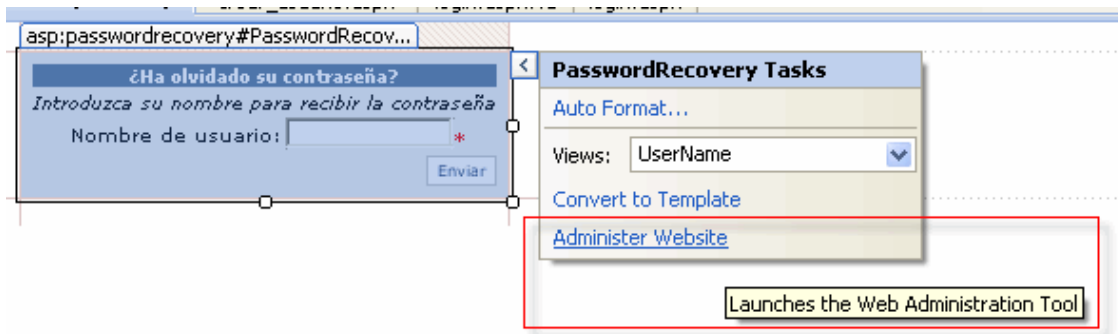 asp:passwordrecovery#PasswordRecov...
¿Ha olvidado su contraseña?
Introduzca su nombre para recibir la contraseña
Nombre de usuario: *
Enviar
PasswordRecovery Tasks
Auto Format...
Views: UserName
Convert to Template
Administer Website
Launches the Web Administration Tool